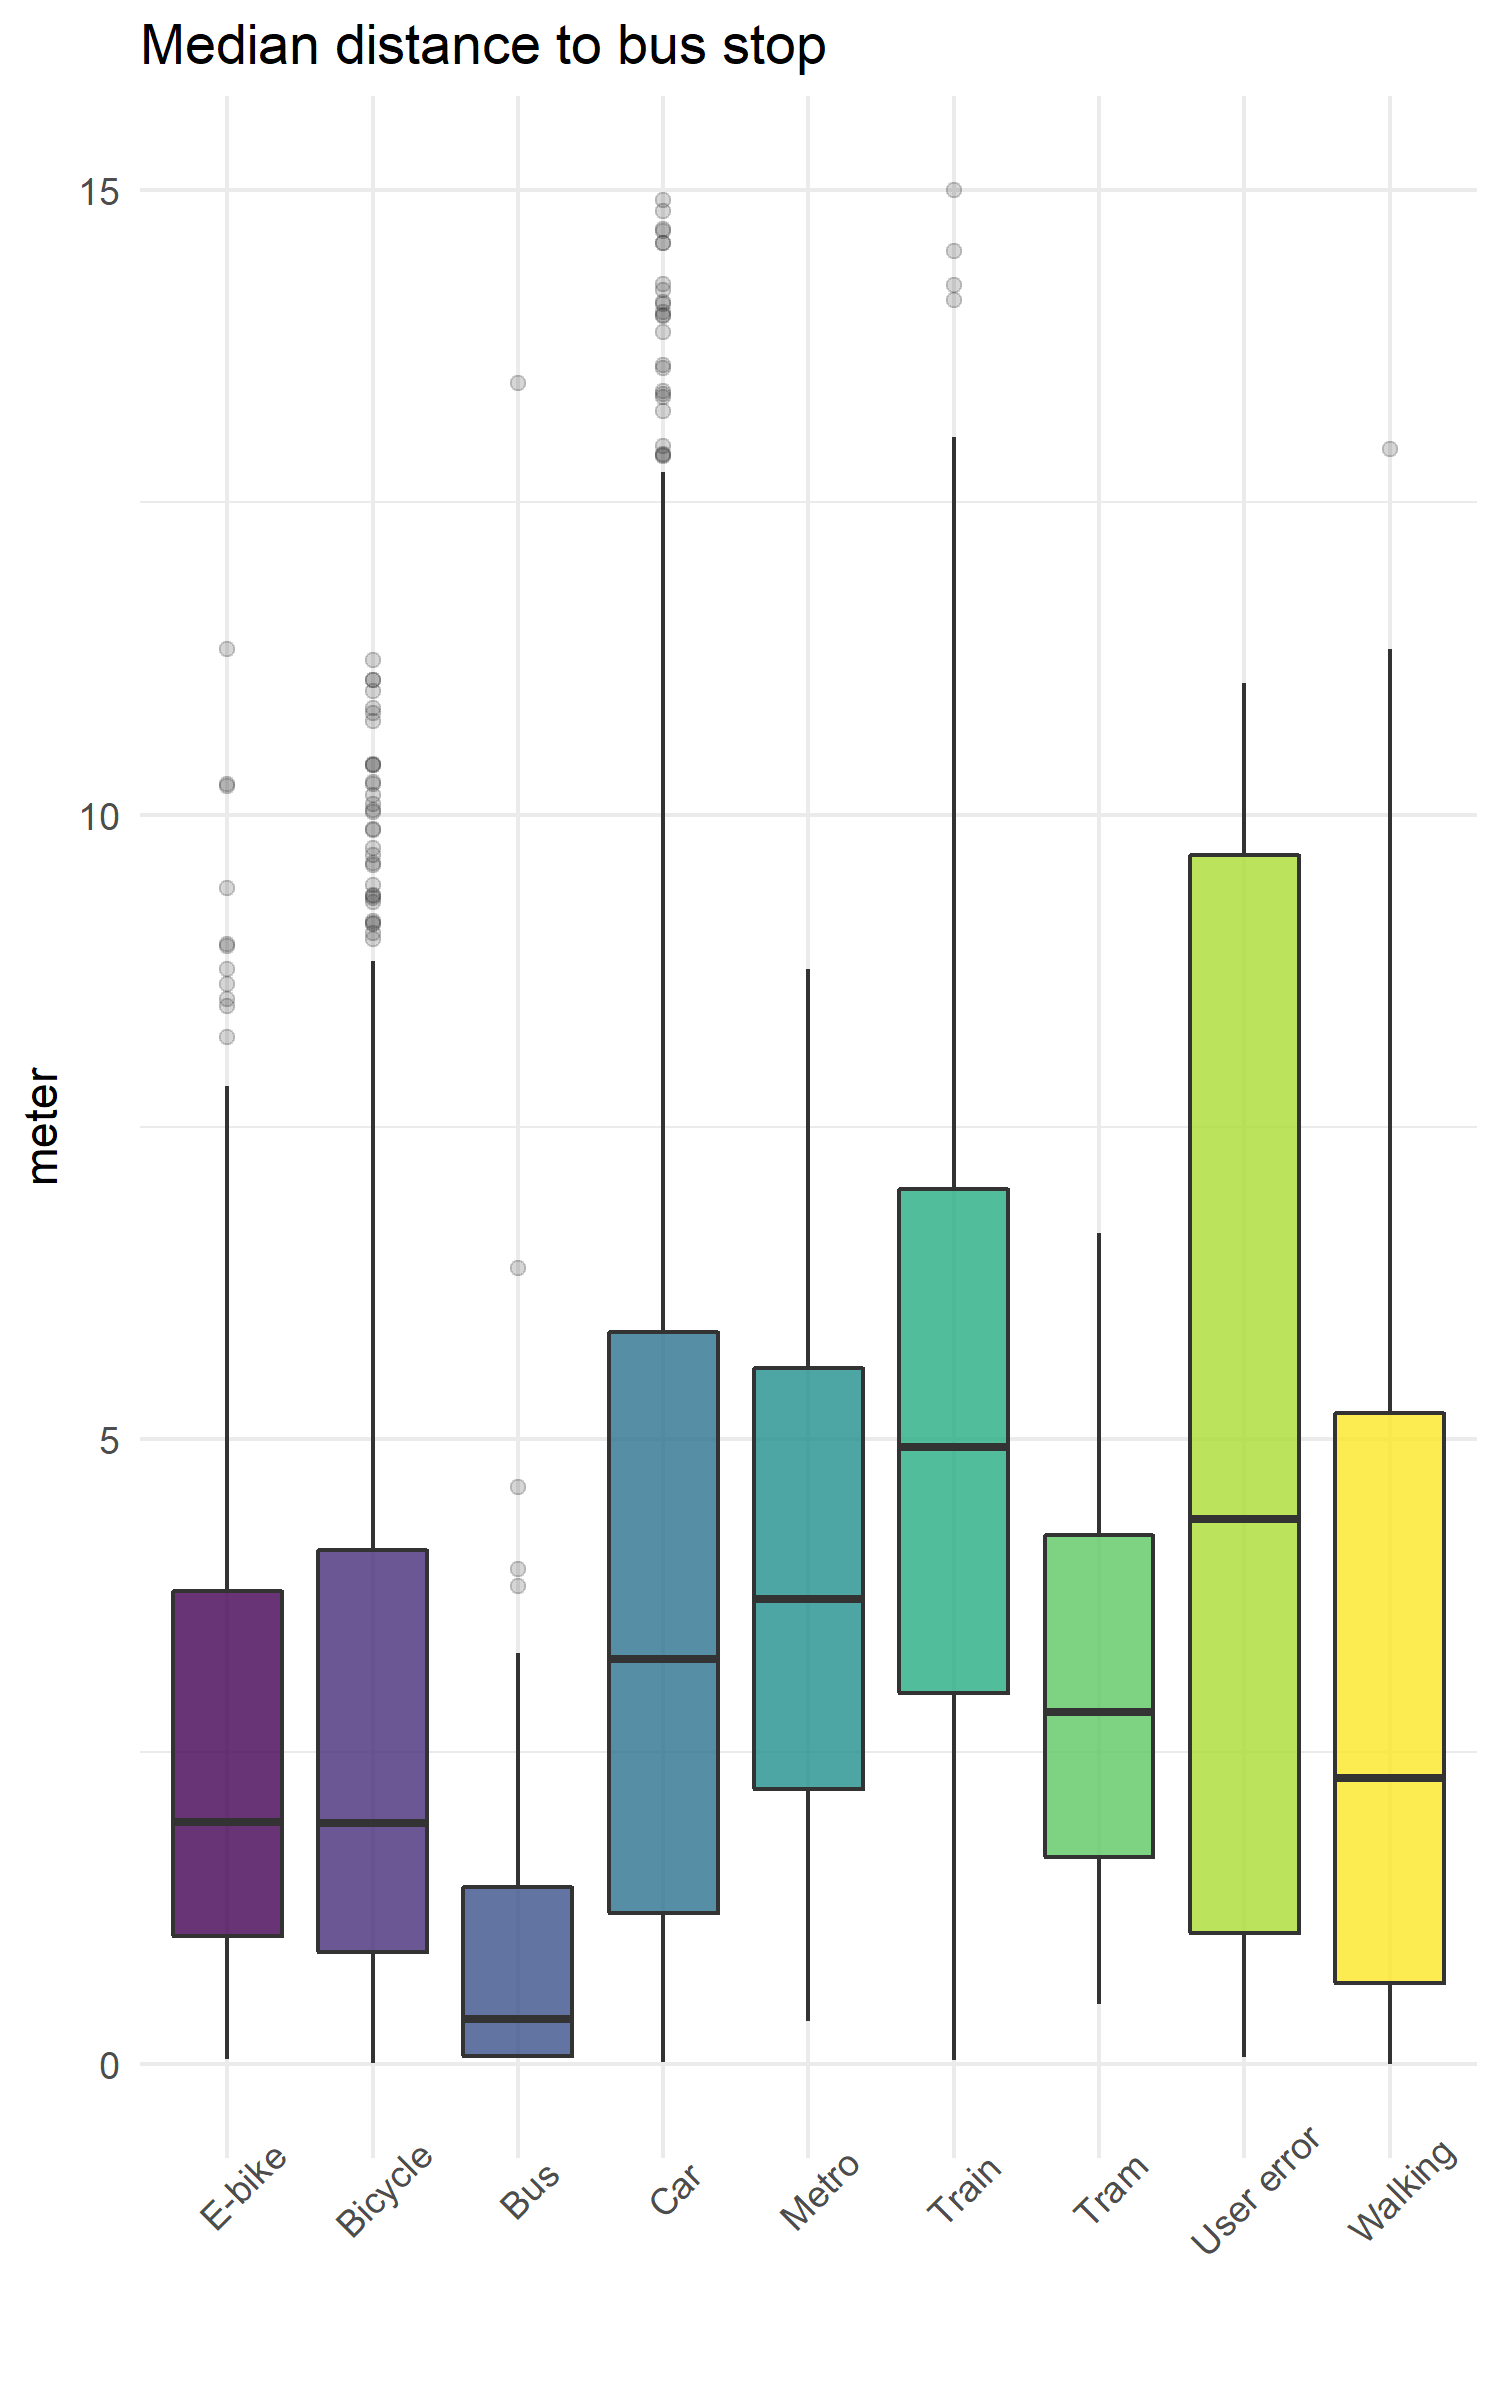 Median distance to bus stop
meter
15
10
5
0
E-bike
Bicycle
Bus
Car
Metro
Train
Tram
User error
Walking